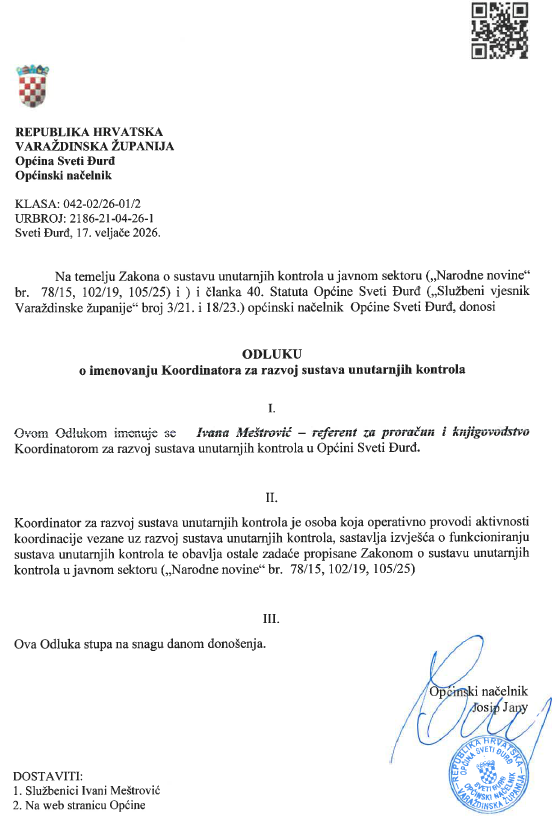 REPUBLIKA HRVATSKA
VARAŽDINSKA ŽUPANIJA
Općina Sveti Đurđ
Općinski načelnik
KLASA: 042-02/26-01/2
URBROJ: 2186-21-04-26-1
Sveti Đurđ, 17. veljače 2026.
Na temelju Zakona o sustavu unutarnjih kontrola u javnom sektoru („Narodne novine“
br. 78/15, 102/19, 105/25) i ) i članka 40. Statuta Općine Sveti Đurđ („Službeni vjesnik
Varaždinske županije“ broj 3/21. i 18/23.) općinski načelnik Općine Sveti Đurđ, donosi
ODLUKU
o imenovanju Koordinatora za razvoj sustava unutarnjih kontrola
I.
Ovom Odlukom imenuje se Ivana Meštrović – referent za proračun i knjigovodstvo
Koordinatorom za razvoj sustava unutarnjih kontrola u Općini Sveti Đurđ.
II.
Koordinator za razvoj sustava unutarnjih kontrola je osoba koja operativno provodi aktivnosti
koordinacije vezane uz razvoj sustava unutarnjih kontrola, sastavlja izvješća o funkcioniranju
sustava unutarnjih kontrola te obavlja ostale zadaće propisane Zakonom o sustavu unutarnjih
kontrola u javnom sektoru („Narodne novine“ br. 78/15, 102/19, 105/25)
III.
Ova Odluka stupa na snagu danom donošenja.
Općinski načelnik
Josip Jany
REPUBLIKA HRVATSKA
OPĆINA SVETI ĐURĐ
OPĆINSKI NAČELNIK
SVETI ĐURĐ
VARAŽDINSKA ŽUPANIJA
DOSTAVITI:
1. Službenici Ivani Meštrović
2. Na web stranicu Općine